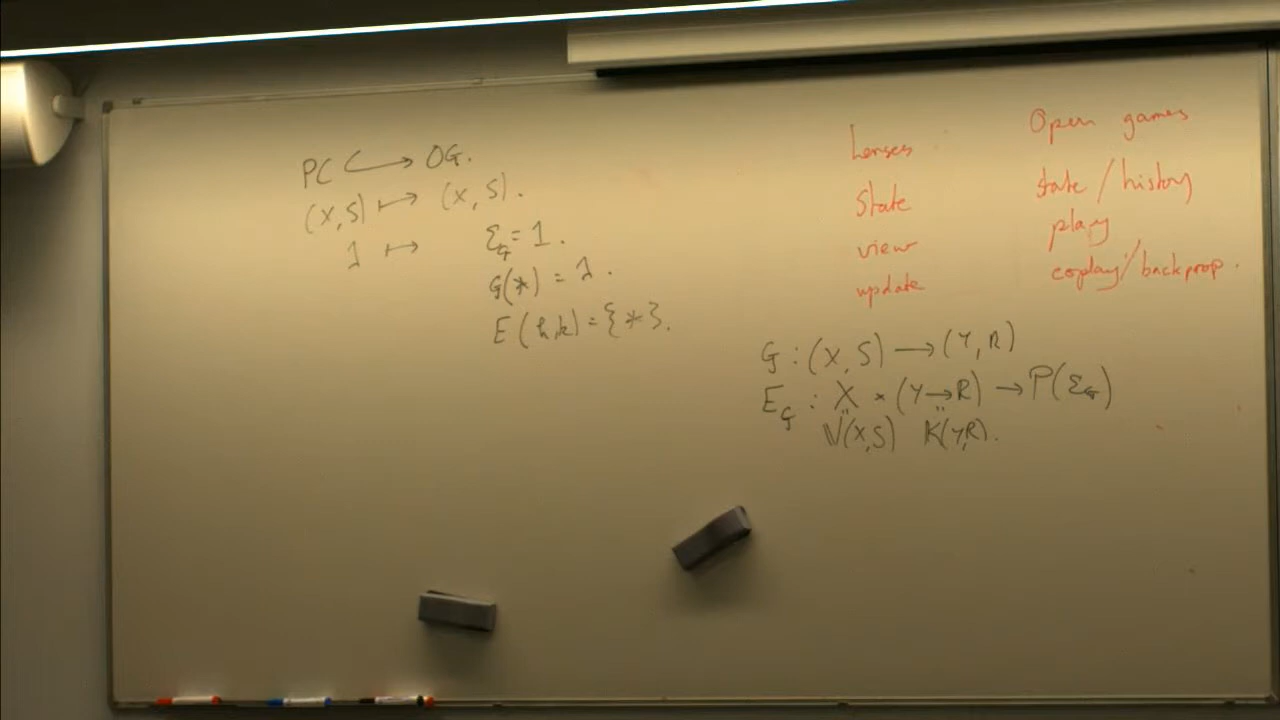 PC ↪ OG.
(X,S) ↦ (X,S).
1 ↦ Σ_G = 1.
G(*) = 1.
E(h,k) = {*}.
Lenses Open games
State state / history
view play
update coplay/backprop.
G : (X,S) → (Y,R)
E_G : X × (Y→R) → P(Σ_G)
𝕍(X,S) 𝕂(Y,R).